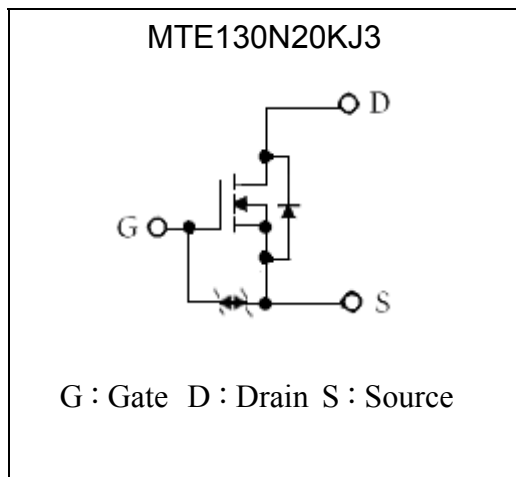 MTE130N20KJ3
D
G
S
G：Gate D：Drain S：Source